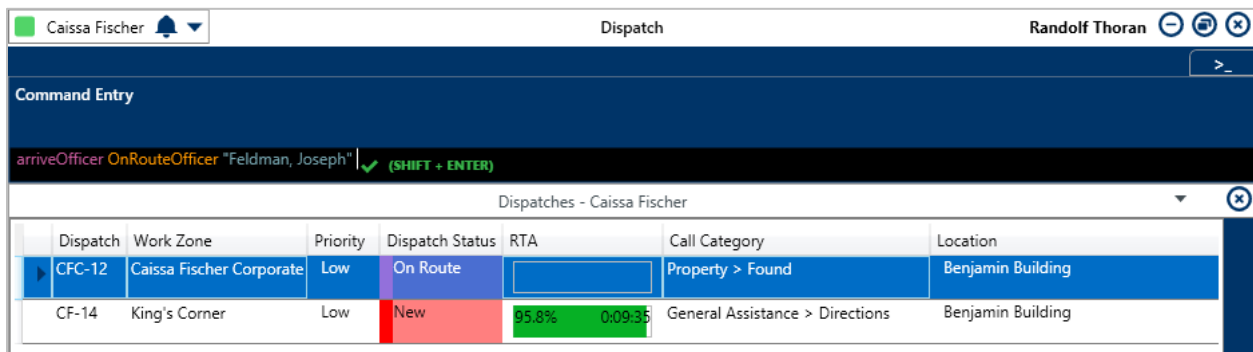 Caissa Fischer Dispatch Randolf Thoran
>_
Command Entry
arriveOfficer OnRouteOfficer "Feldman, Joseph" (SHIFT + ENTER)
Dispatches - Caissa Fischer
Dispatch Work Zone Priority Dispatch Status RTA Call Category Location
CFC-12 Caissa Fischer Corporate Low On Route Property > Found Benjamin Building
CF-14 King's Corner Low New 95.8% 0:09:35 General Assistance > Directions Benjamin Building